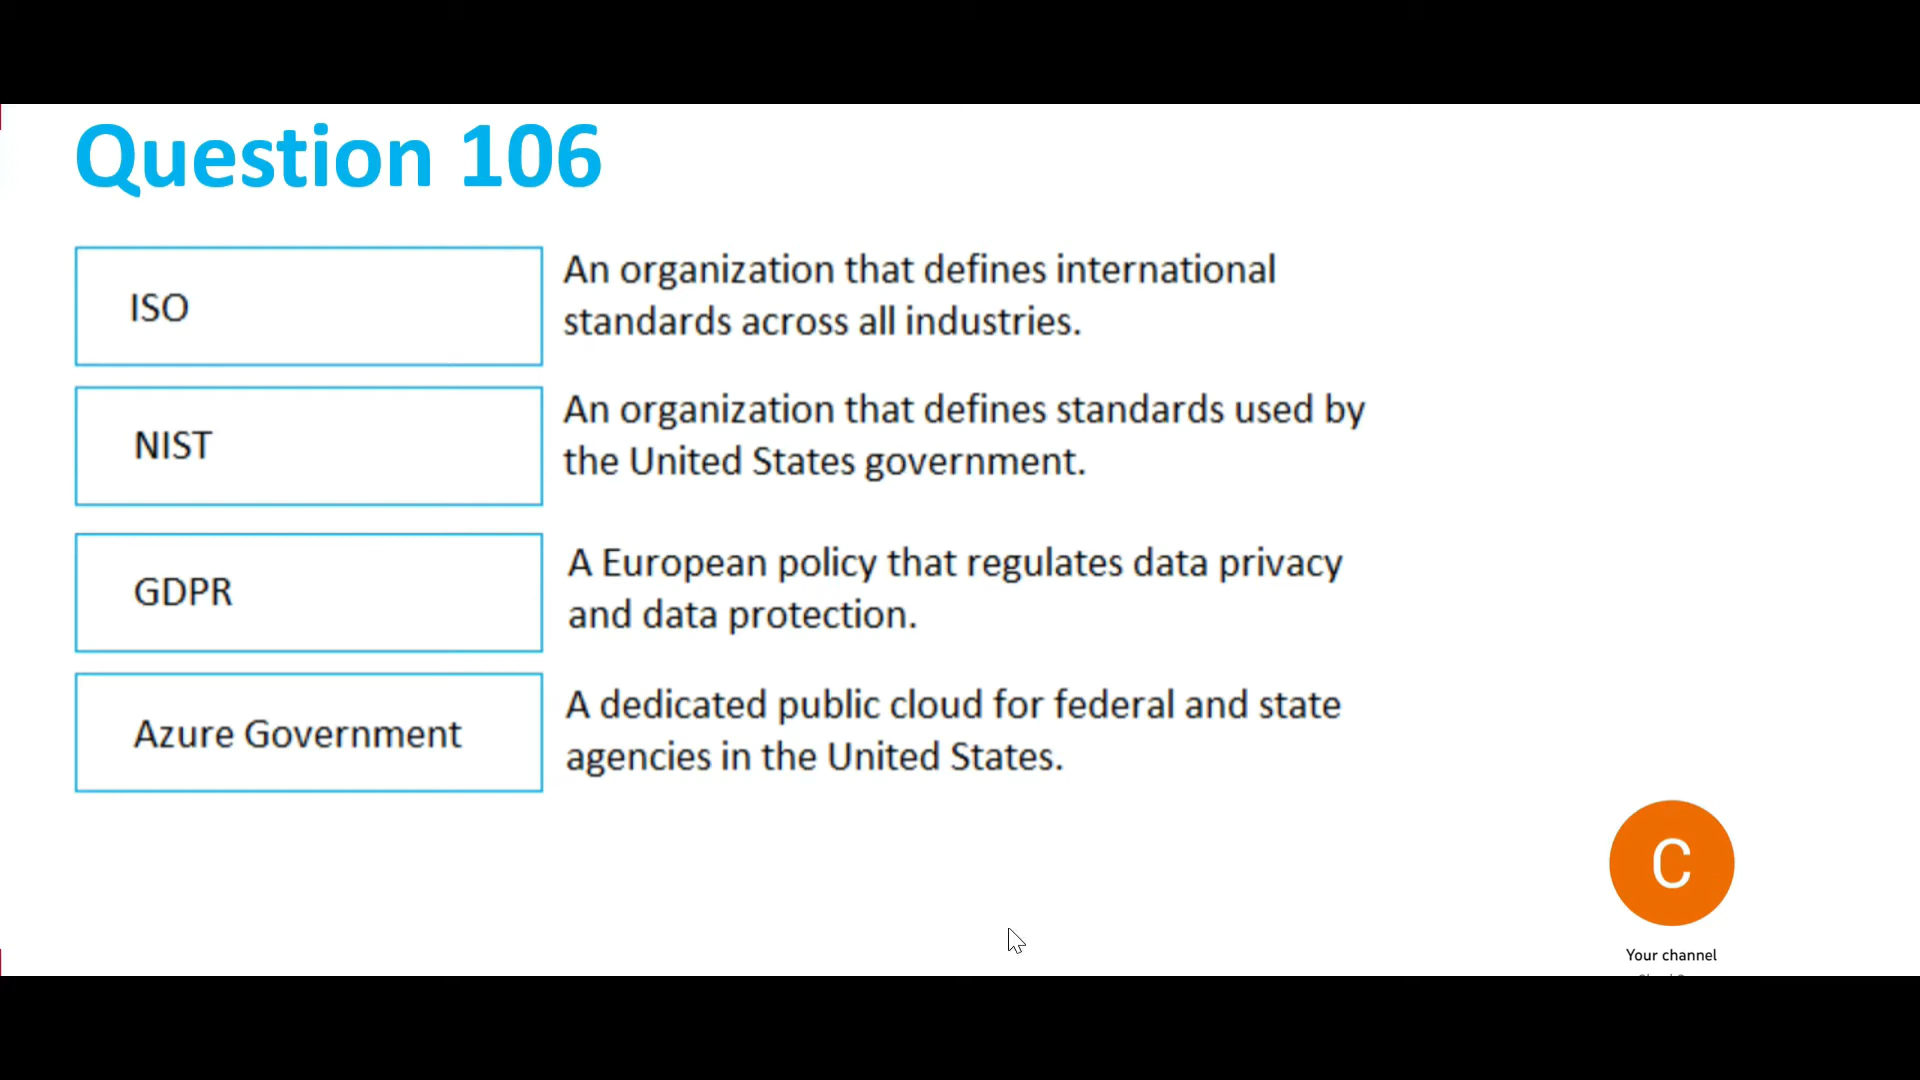 Question 106
ISO
An organization that defines international
standards across all industries.
NIST
An organization that defines standards used by
the United States government.
GDPR
A European policy that regulates data privacy
and data protection.
Azure Government
A dedicated public cloud for federal and state
agencies in the United States.
C
Your channel